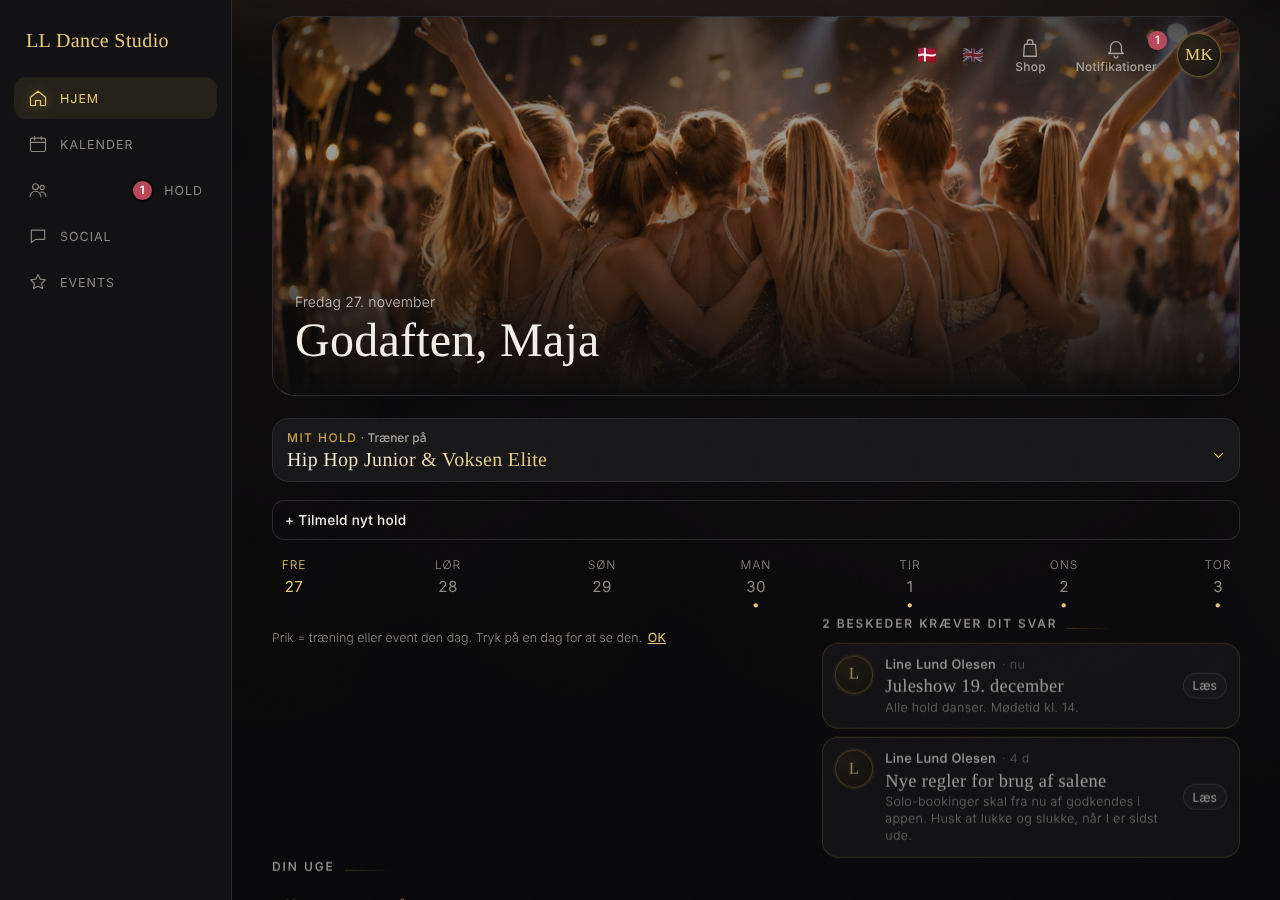 LL Dance Studio
HJEM
KALENDER
1 HOLD
SOCIAL
EVENTS
Shop
Notifikationer
1
MK
Fredag 27. november
Godaften, Maja
MIT HOLD · Træner på
Hip Hop Junior & Voksen Elite
+ Tilmeld nyt hold
FRE LØR SØN MAN TIR ONS TOR
27 28 29 30 1 2 3
Prik = træning eller event den dag. Tryk på en dag for at se den. OK
2 BESKEDER KRÆVER DIT SVAR
L
Line Lund Olesen · nu
Juleshow 19. december
Alle hold danser. Mødetid kl. 14.
Læs
L
Line Lund Olesen · 4 d
Nye regler for brug af salene
Solo-bookinger skal fra nu af godkendes i
appen. Husk at lukke og slukke, når I er sidst
ude.
Læs
DIN UGE